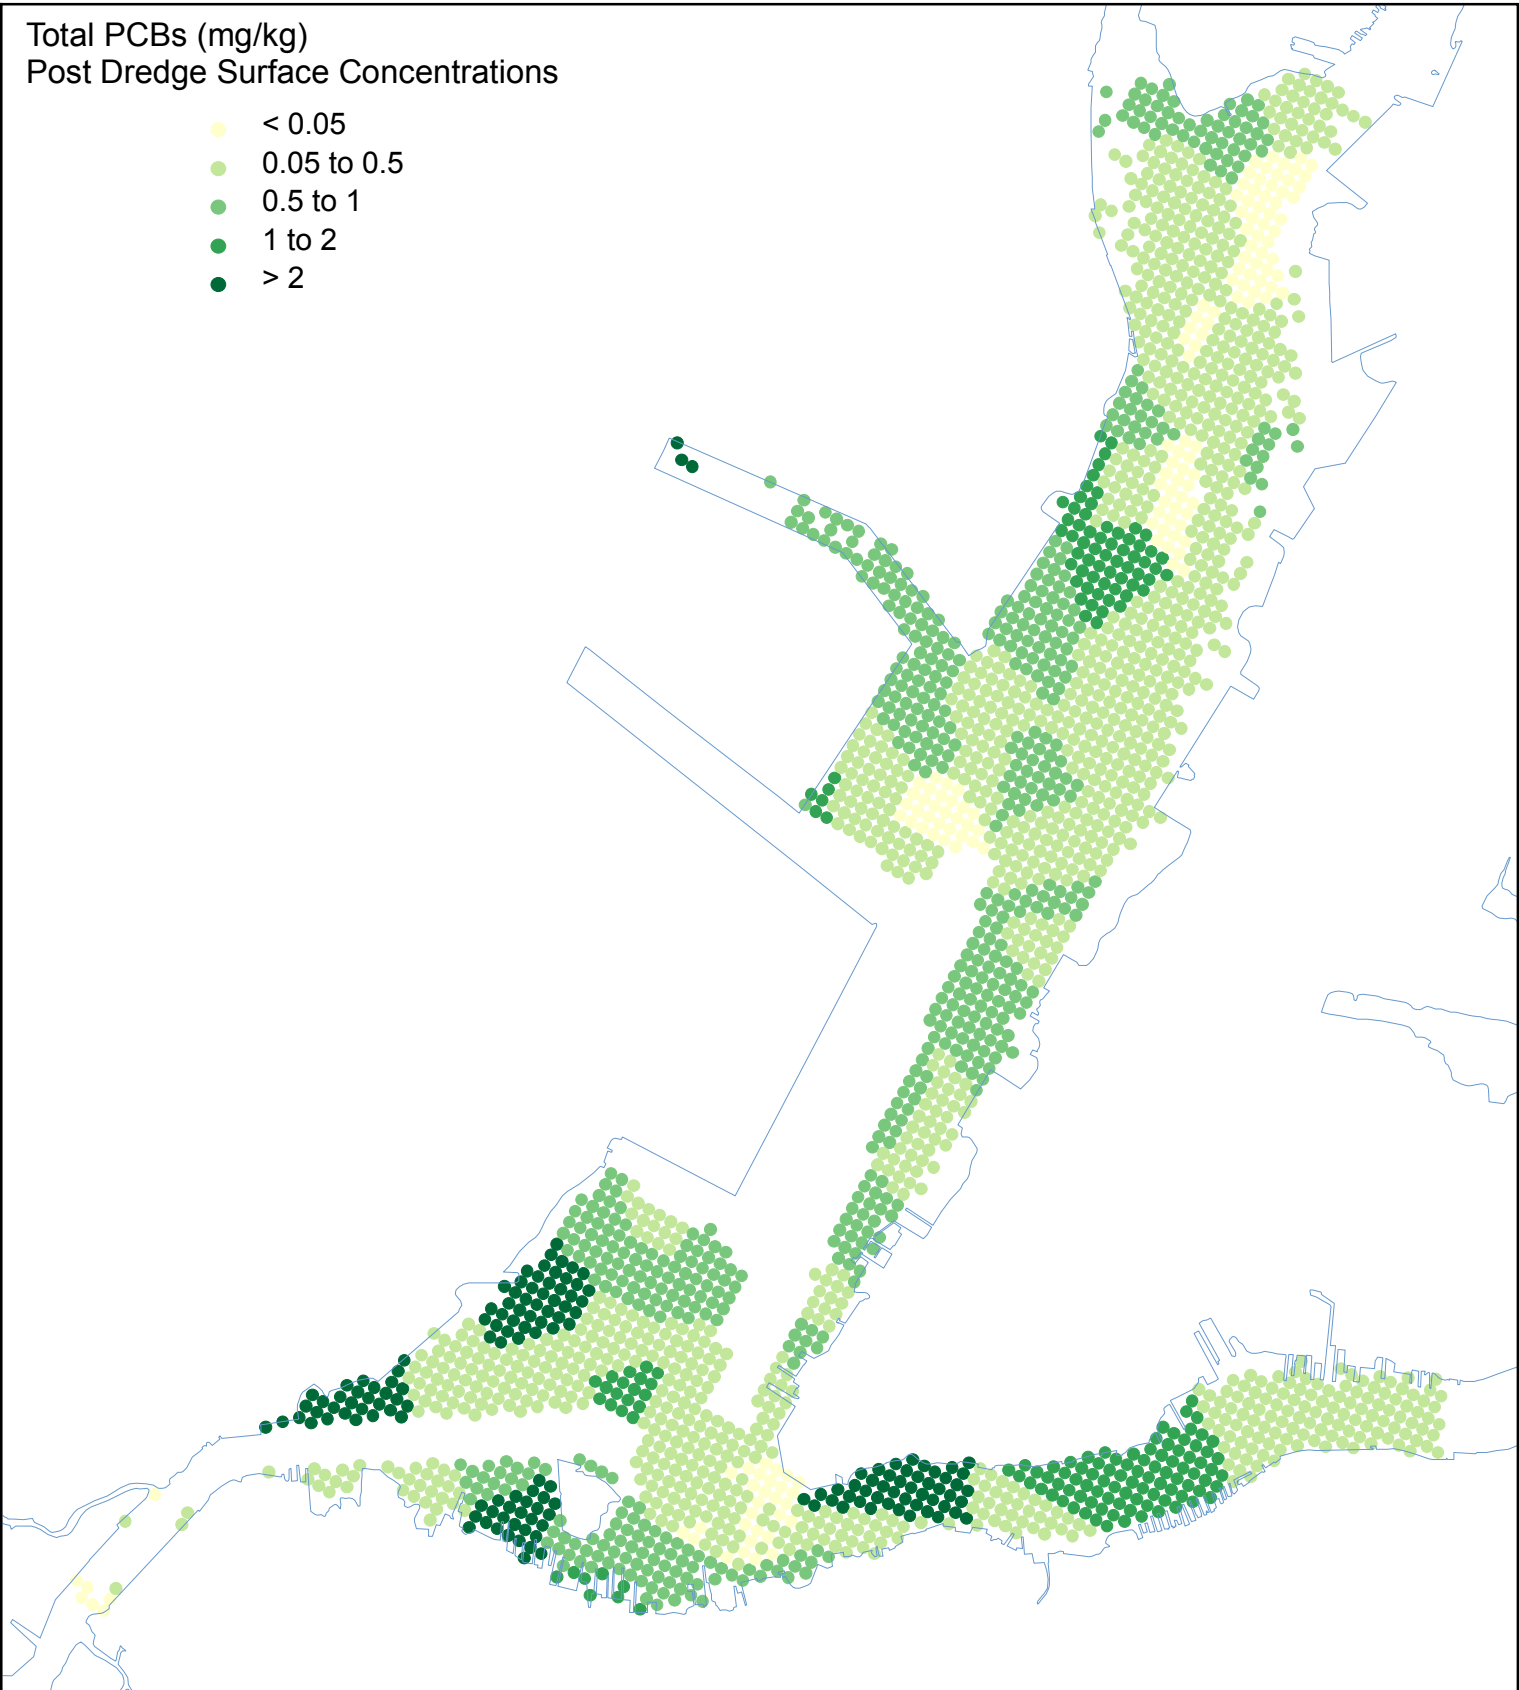 Total PCBs (mg/kg)
Post Dredge Surface Concentrations
< 0.05
0.05 to 0.5
0.5 to 1
1 to 2
> 2